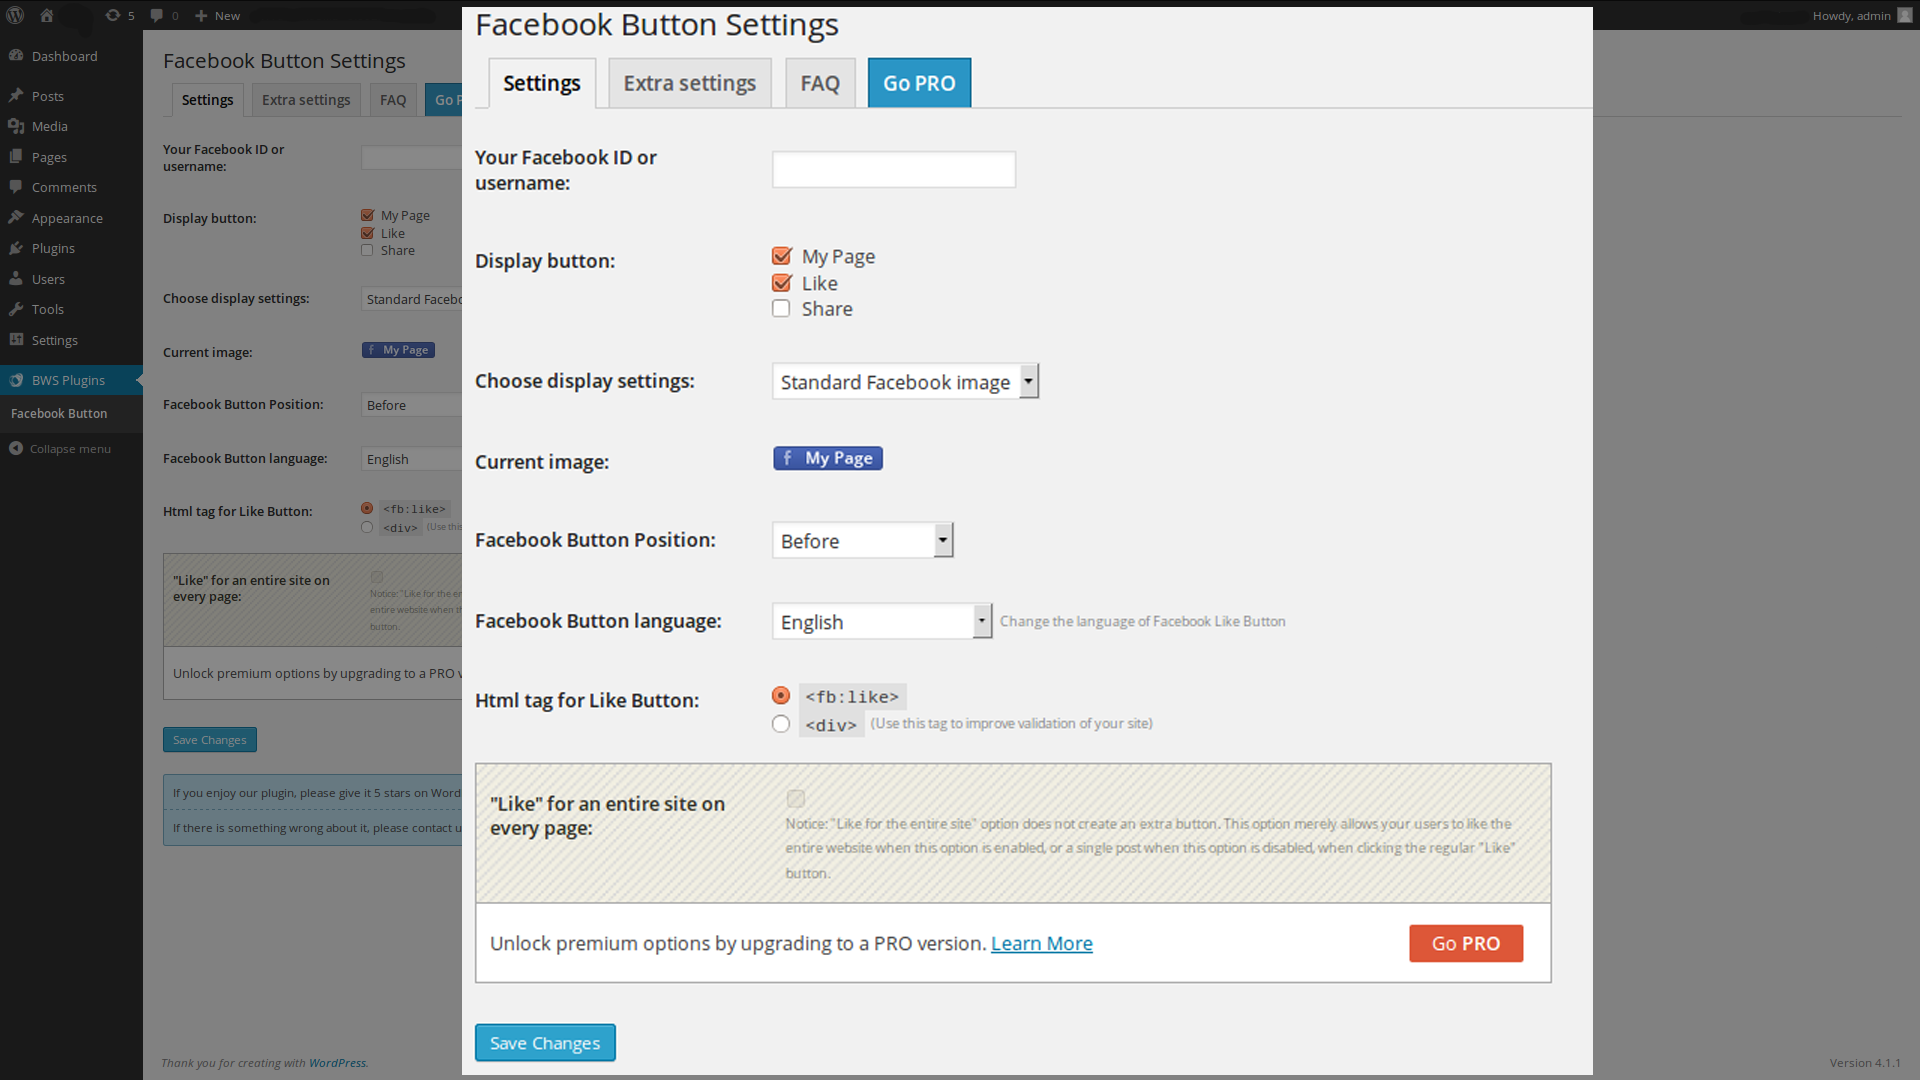 5
0
New
Howdy, admin
Dashboard
Posts
Media
Pages
Comments
Appearance
Plugins
Users
Tools
Settings
BWS Plugins
Facebook Button
Collapse menu
Facebook Button Settings
Settings Extra settings FAQ Go P
Your Facebook ID or
username:
Display button:
My Page
Like
Share
Choose display settings:
Standard Facebo
Current image:
f My Page
Facebook Button Position:
Before
Facebook Button language:
English
Html tag for Like Button:
<fb:like>
<div> (Use this
"Like" for an entire site on
every page:
Notice: "Like for the en
entire website when th
button.
Unlock premium options by upgrading to a PRO v
Save Changes
If you enjoy our plugin, please give it 5 stars on Word
If there is something wrong about it, please contact u
Thank you for creating with WordPress.
Version 4.1.1
Facebook Button Settings
Settings Extra settings FAQ Go PRO
Your Facebook ID or
username:
Display button:
My Page
Like
Share
Choose display settings:
Standard Facebook image
Current image:
f My Page
Facebook Button Position:
Before
Facebook Button language:
English
Change the language of Facebook Like Button
Html tag for Like Button:
<fb:like>
<div> (Use this tag to improve validation of your site)
"Like" for an entire site on
every page:
Notice: "Like for the entire site" option does not create an extra button. This option merely allows your users to like the
entire website when this option is enabled, or a single post when this option is disabled, when clicking the regular "Like"
button.
Unlock premium options by upgrading to a PRO version. Learn More
Go PRO
Save Changes